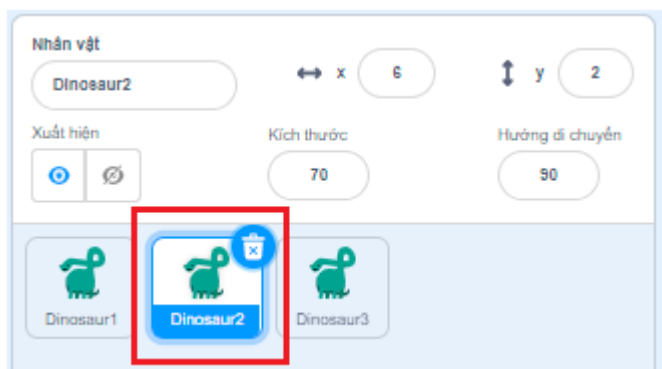 Nhân vật
Dinosaur2
x 6
y 2
Xuất hiện
Kích thước
Hướng di chuyển
70
90
Dinosaur1
Dinosaur2
Dinosaur3